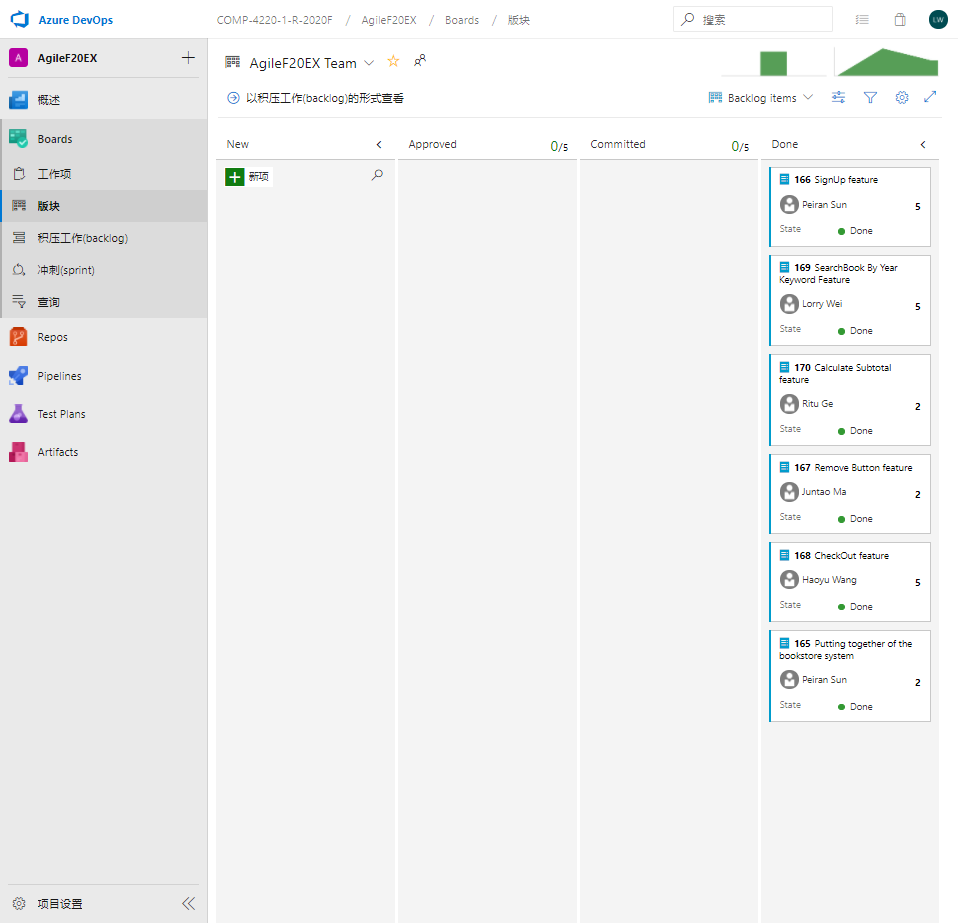 Azure DevOps
COMP-4220-1-R-2020F / AgileF20EX / Boards / 版块
搜索
LW
A AgileF20EX
概述
Boards
工作项
版块
积压工作(backlog)
冲刺(sprint)
查询
Repos
Pipelines
Test Plans
Artifacts
项目设置
AgileF20EX Team
以积压工作(backlog)的形式查看
Backlog items
New
新项
Approved 0/5
Committed 0/5
Done
166 SignUp feature
Peiran Sun 5
State Done
169 SearchBook By Year
Keyword Feature
Lorry Wei 5
State Done
170 Calculate Subtotal
feature
Ritu Ge 2
State Done
167 Remove Button feature
Juntao Ma 2
State Done
168 CheckOut feature
Haoyu Wang 5
State Done
165 Putting together of the
bookstore system
Peiran Sun 2
State Done